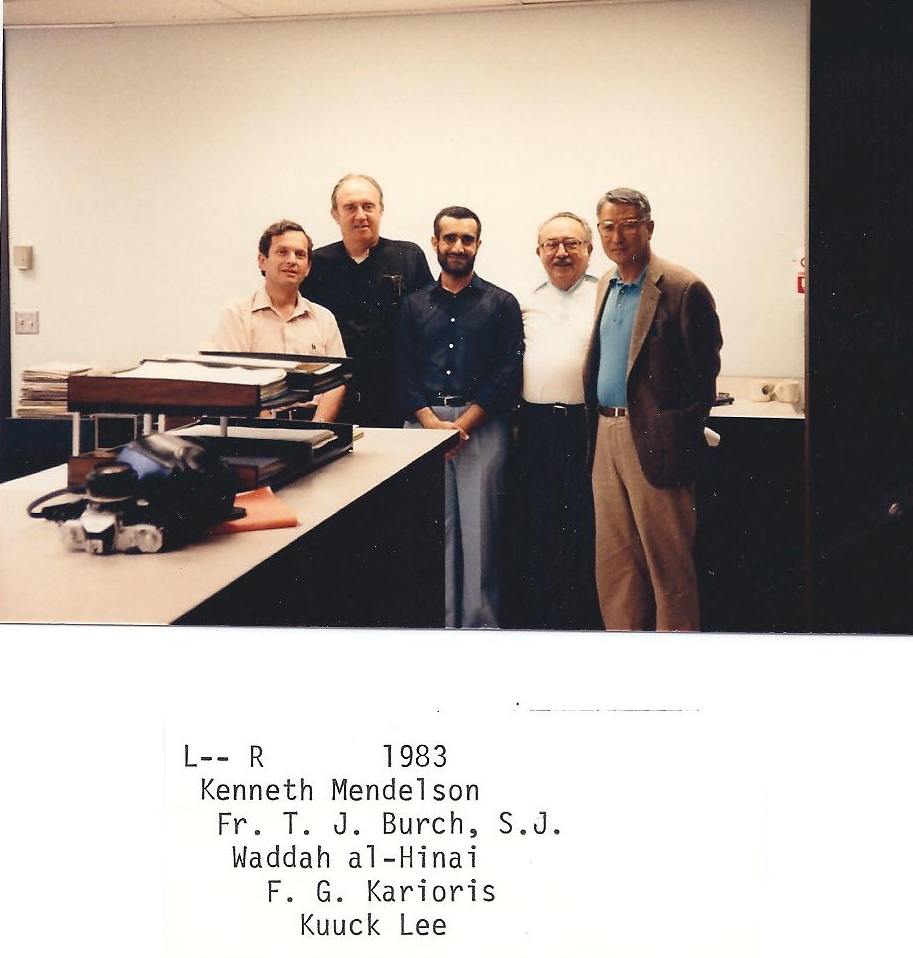 L-- R 1983
Kenneth Mendelson
Fr. T. J. Burch, S.J.
Waddah al-Hinai
F. G. Karioris
Kuuck Lee